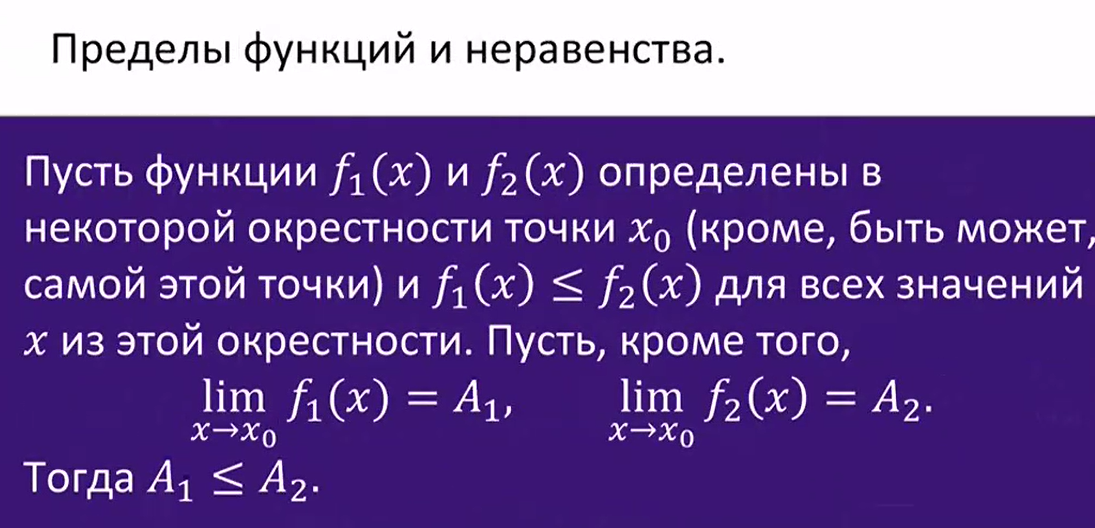 Пределы функций и неравенства.
Пусть функции f₁(x) и f₂(x) определены в
некоторой окрестности точки x₀ (кроме, быть может,
самой этой точки) и f₁(x) ≤ f₂(x) для всех значений
x из этой окрестности. Пусть, кроме того,
lim x→x₀ f₁(x) = A₁, lim x→x₀ f₂(x) = A₂.
Тогда A₁ ≤ A₂.